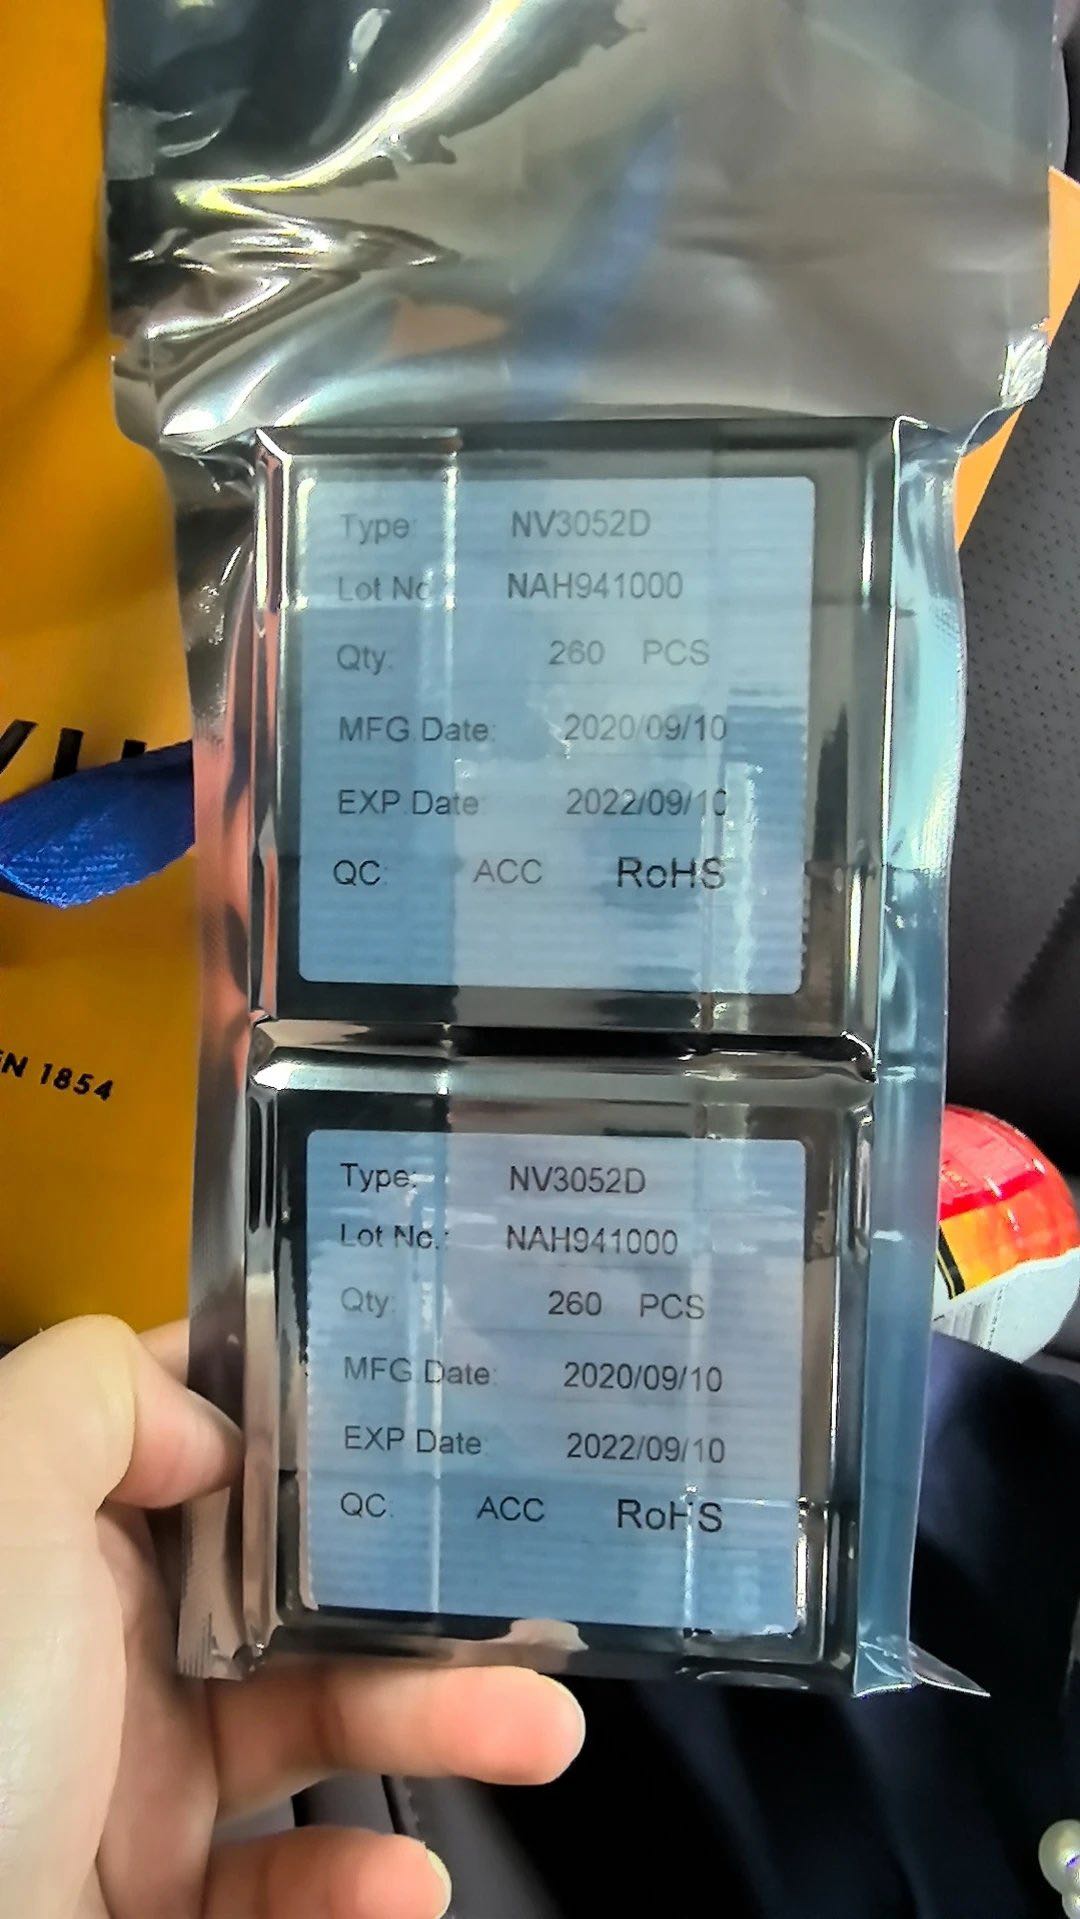 Type: NV3052D
Lot No.: NAH941000
Qty: 260 PCS
MFG Date: 2020/09/10
EXP Date: 2022/09/10
QC: ACC RoHS
Type: NV3052D
Lot No.: NAH941000
Qty: 260 PCS
MFG Date: 2020/09/10
EXP Date: 2022/09/10
QC: ACC RoHS
1854